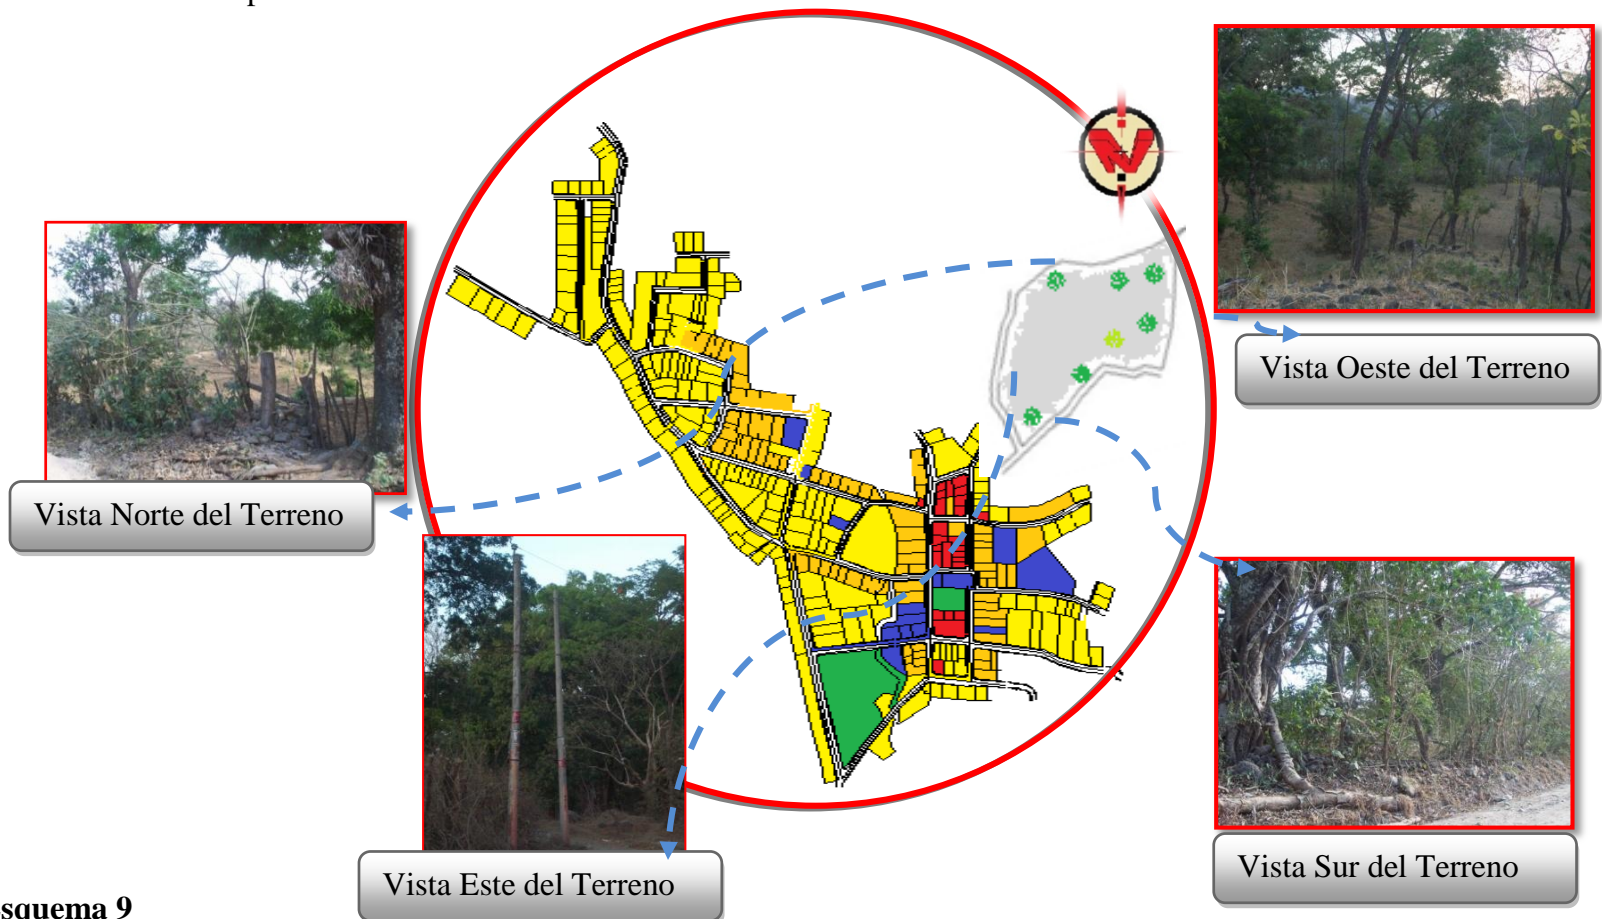 Vista Oeste del Terreno
Vista Norte del Terreno
Vista Este del Terreno
Vista Sur del Terreno
squema 9